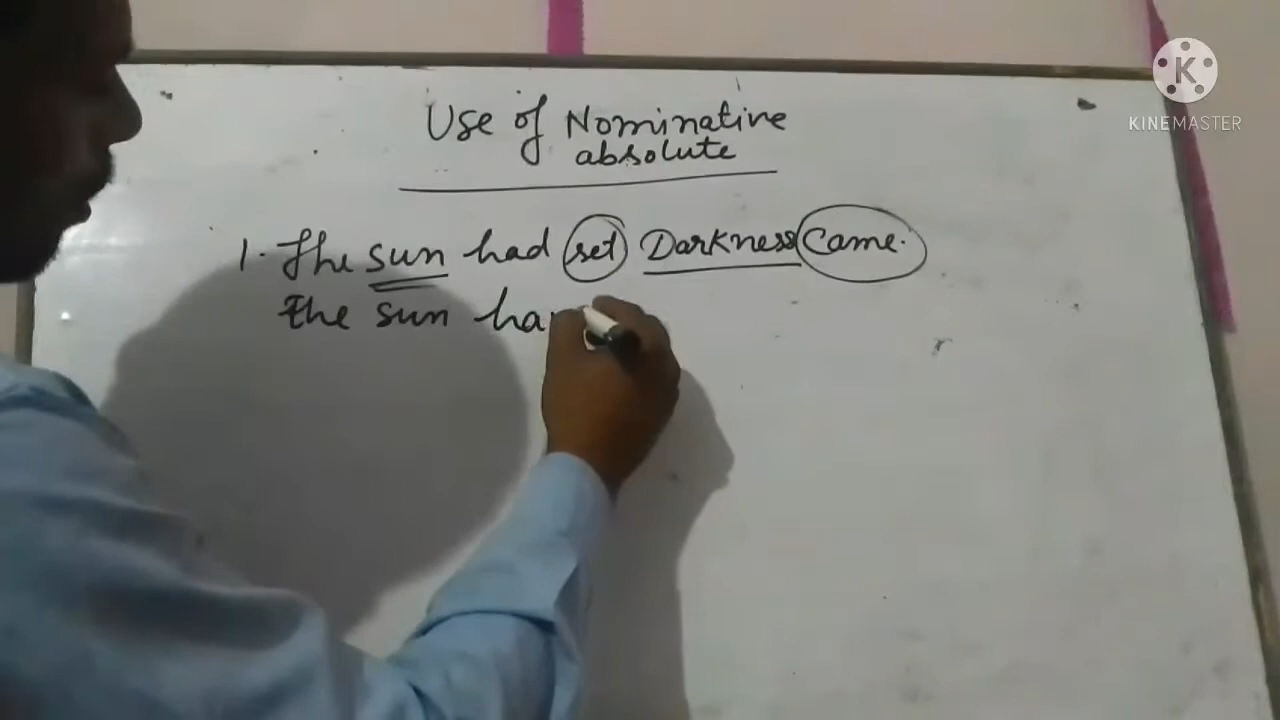 Use of Nominative
absolute
1. The sun had set Darkness Came.
The sun ha
K
KINEMASTER